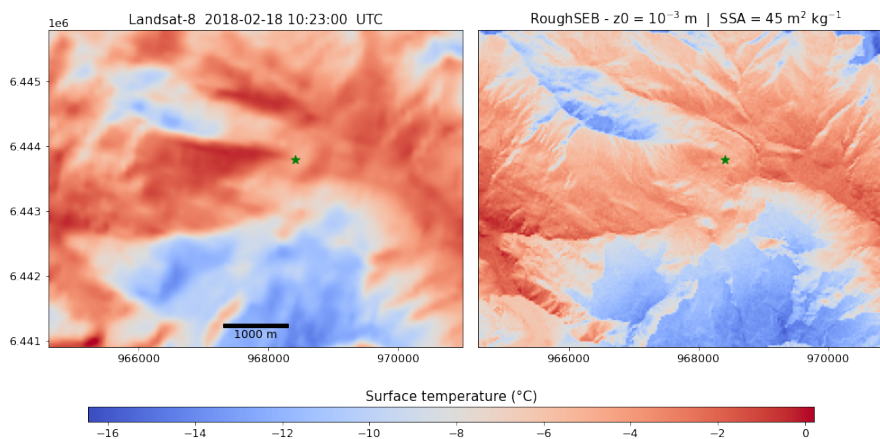 Landsat-8 2018-02-18 10:23:00 UTC
RoughSEB - z0 = 10⁻³ m | SSA = 45 m² kg⁻¹
1e6
6.445
6.444
6.443
6.442
6.441
1000 m
966000 968000 970000
966000 968000 970000
Surface temperature (°C)
−16 −14 −12 −10 −8 −6 −4 −2 0